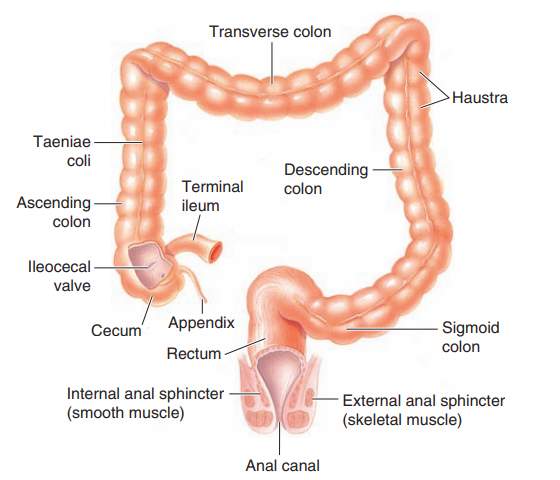 Transverse colon
Haustra
Taeniae
coli
Descending
colon
Terminal
ileum
Ascending
colon
Ileocecal
valve
Cecum
Appendix
Rectum
Sigmoid
colon
Internal anal sphincter
(smooth muscle)
External anal sphincter
(skeletal muscle)
Anal canal